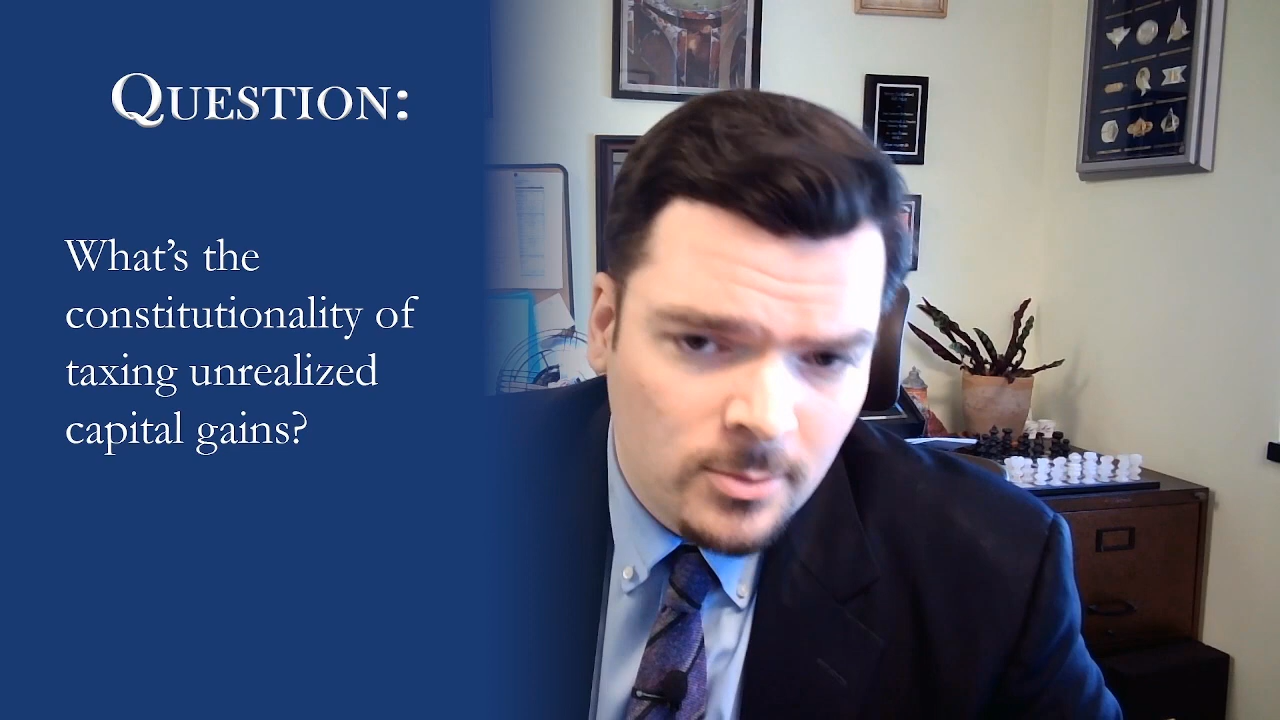 QUESTION:
What's the
constitutionality of
taxing unrealized
capital gains?